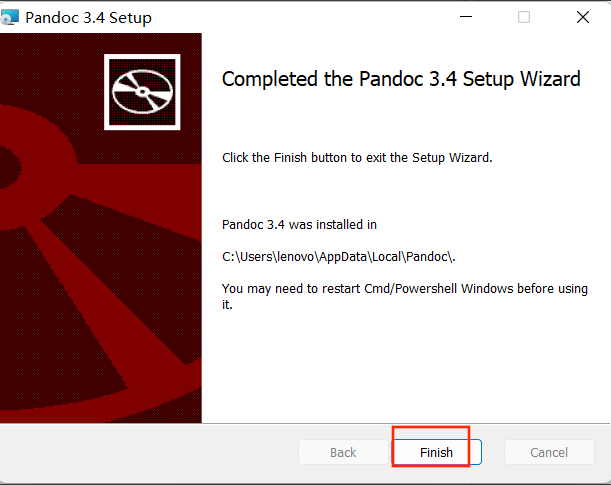 Pandoc 3.4 Setup
Completed the Pandoc 3.4 Setup Wizard
Click the Finish button to exit the Setup Wizard.
Pandoc 3.4 was installed in
C:\Users\lenovo\AppData\Local\Pandoc\.
You may need to restart Cmd/Powershell Windows before using
it.
Back
Finish
Cancel